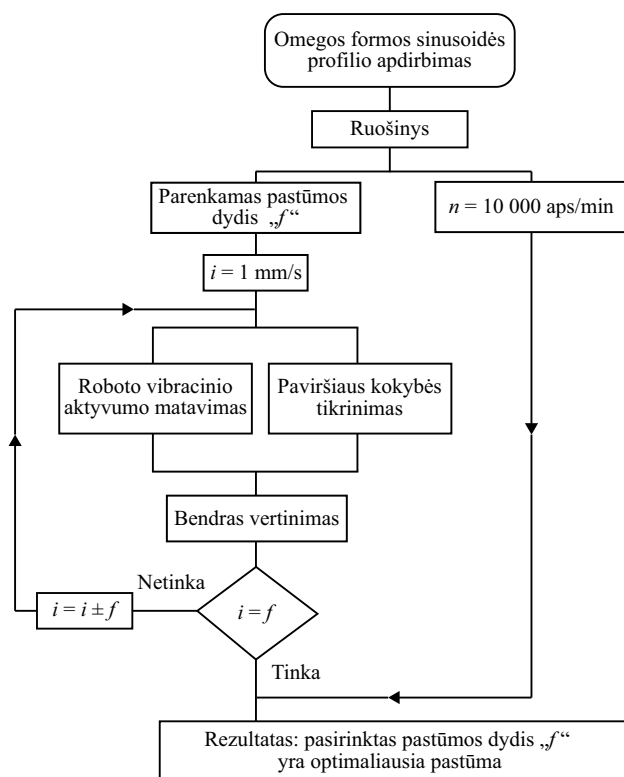 Omegos formos sinusoidės
profilio apdirbimas
Ruošinys
Parenkamas pastūmos
dydis „f“
n = 10 000 aps/min
i = 1 mm/s
Roboto vibracinio
aktyvumo matavimas
Paviršiaus kokybės
tikrinimas
Bendras vertinimas
Netinka
i = i ± f
i = f
Tinka
Rezultatas: pasirinktas pastūmos dydis „f“
yra optimaliausia pastūma